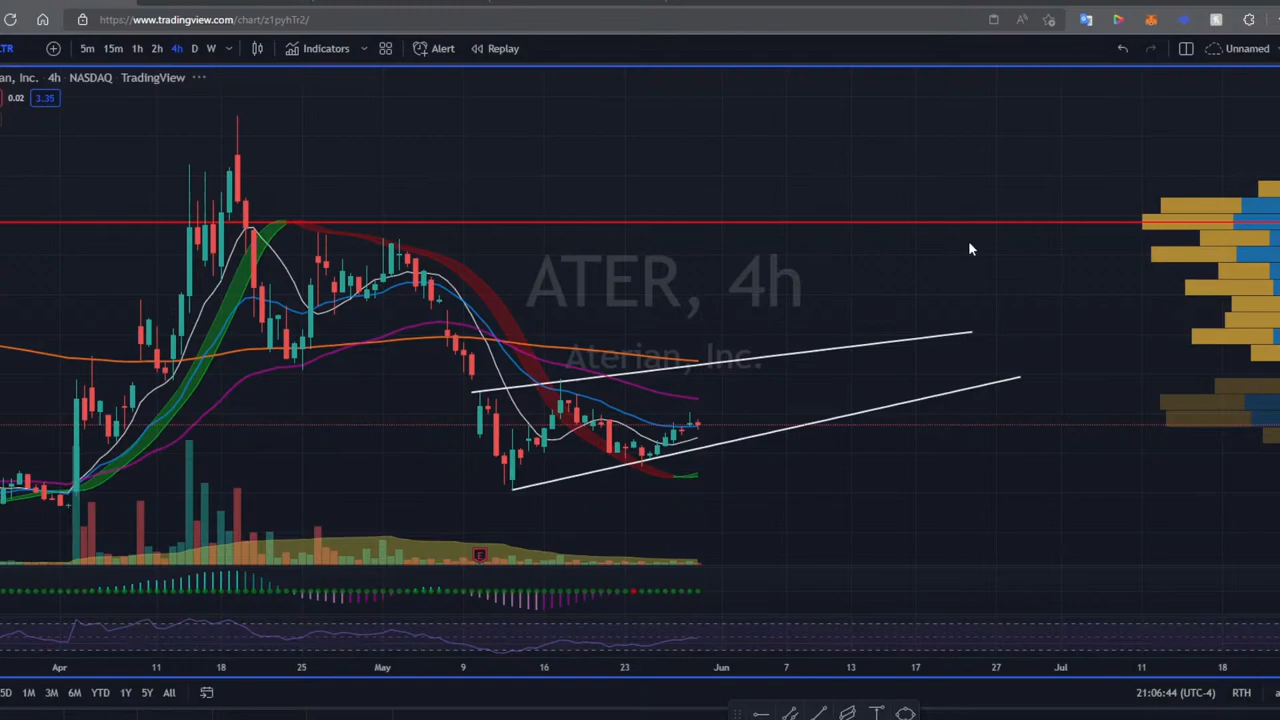 https://www.tradingview.com/chart/z1pyhTr2/
TR 5m 15m 1h 2h 4h D W Indicators Alert Replay Unnamed
an, Inc. 4h NASDAQ TradingView
0.02 3.35
ATER, 4h
Aterian, Inc.
E
Apr 11 18 25 May 9 16 23 Jun 7 13 17 27 Jul 11 18
5D 1M 3M 6M YTD 1Y 5Y All 21:06:44 (UTC-4) RTH